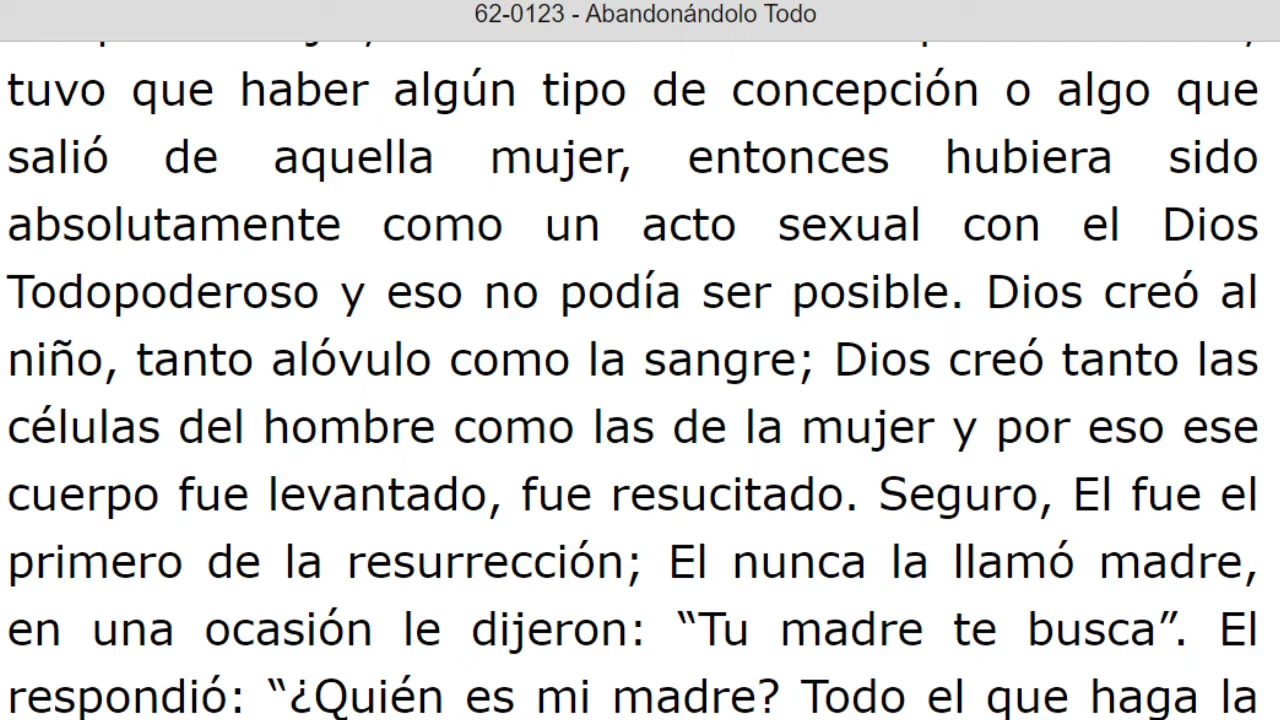 62-0123 - Abandonándolo Todo
tuvo que haber algún tipo de concepción o algo que
salió de aquella mujer, entonces hubiera sido
absolutamente como un acto sexual con el Dios
Todopoderoso y eso no podía ser posible. Dios creó al
niño, tanto alóvulo como la sangre; Dios creó tanto las
células del hombre como las de la mujer y por eso ese
cuerpo fue levantado, fue resucitado. Seguro, El fue el
primero de la resurrección; El nunca la llamó madre,
en una ocasión le dijeron: “Tu madre te busca”. El
respondió: “¿Quién es mi madre? Todo el que haga la